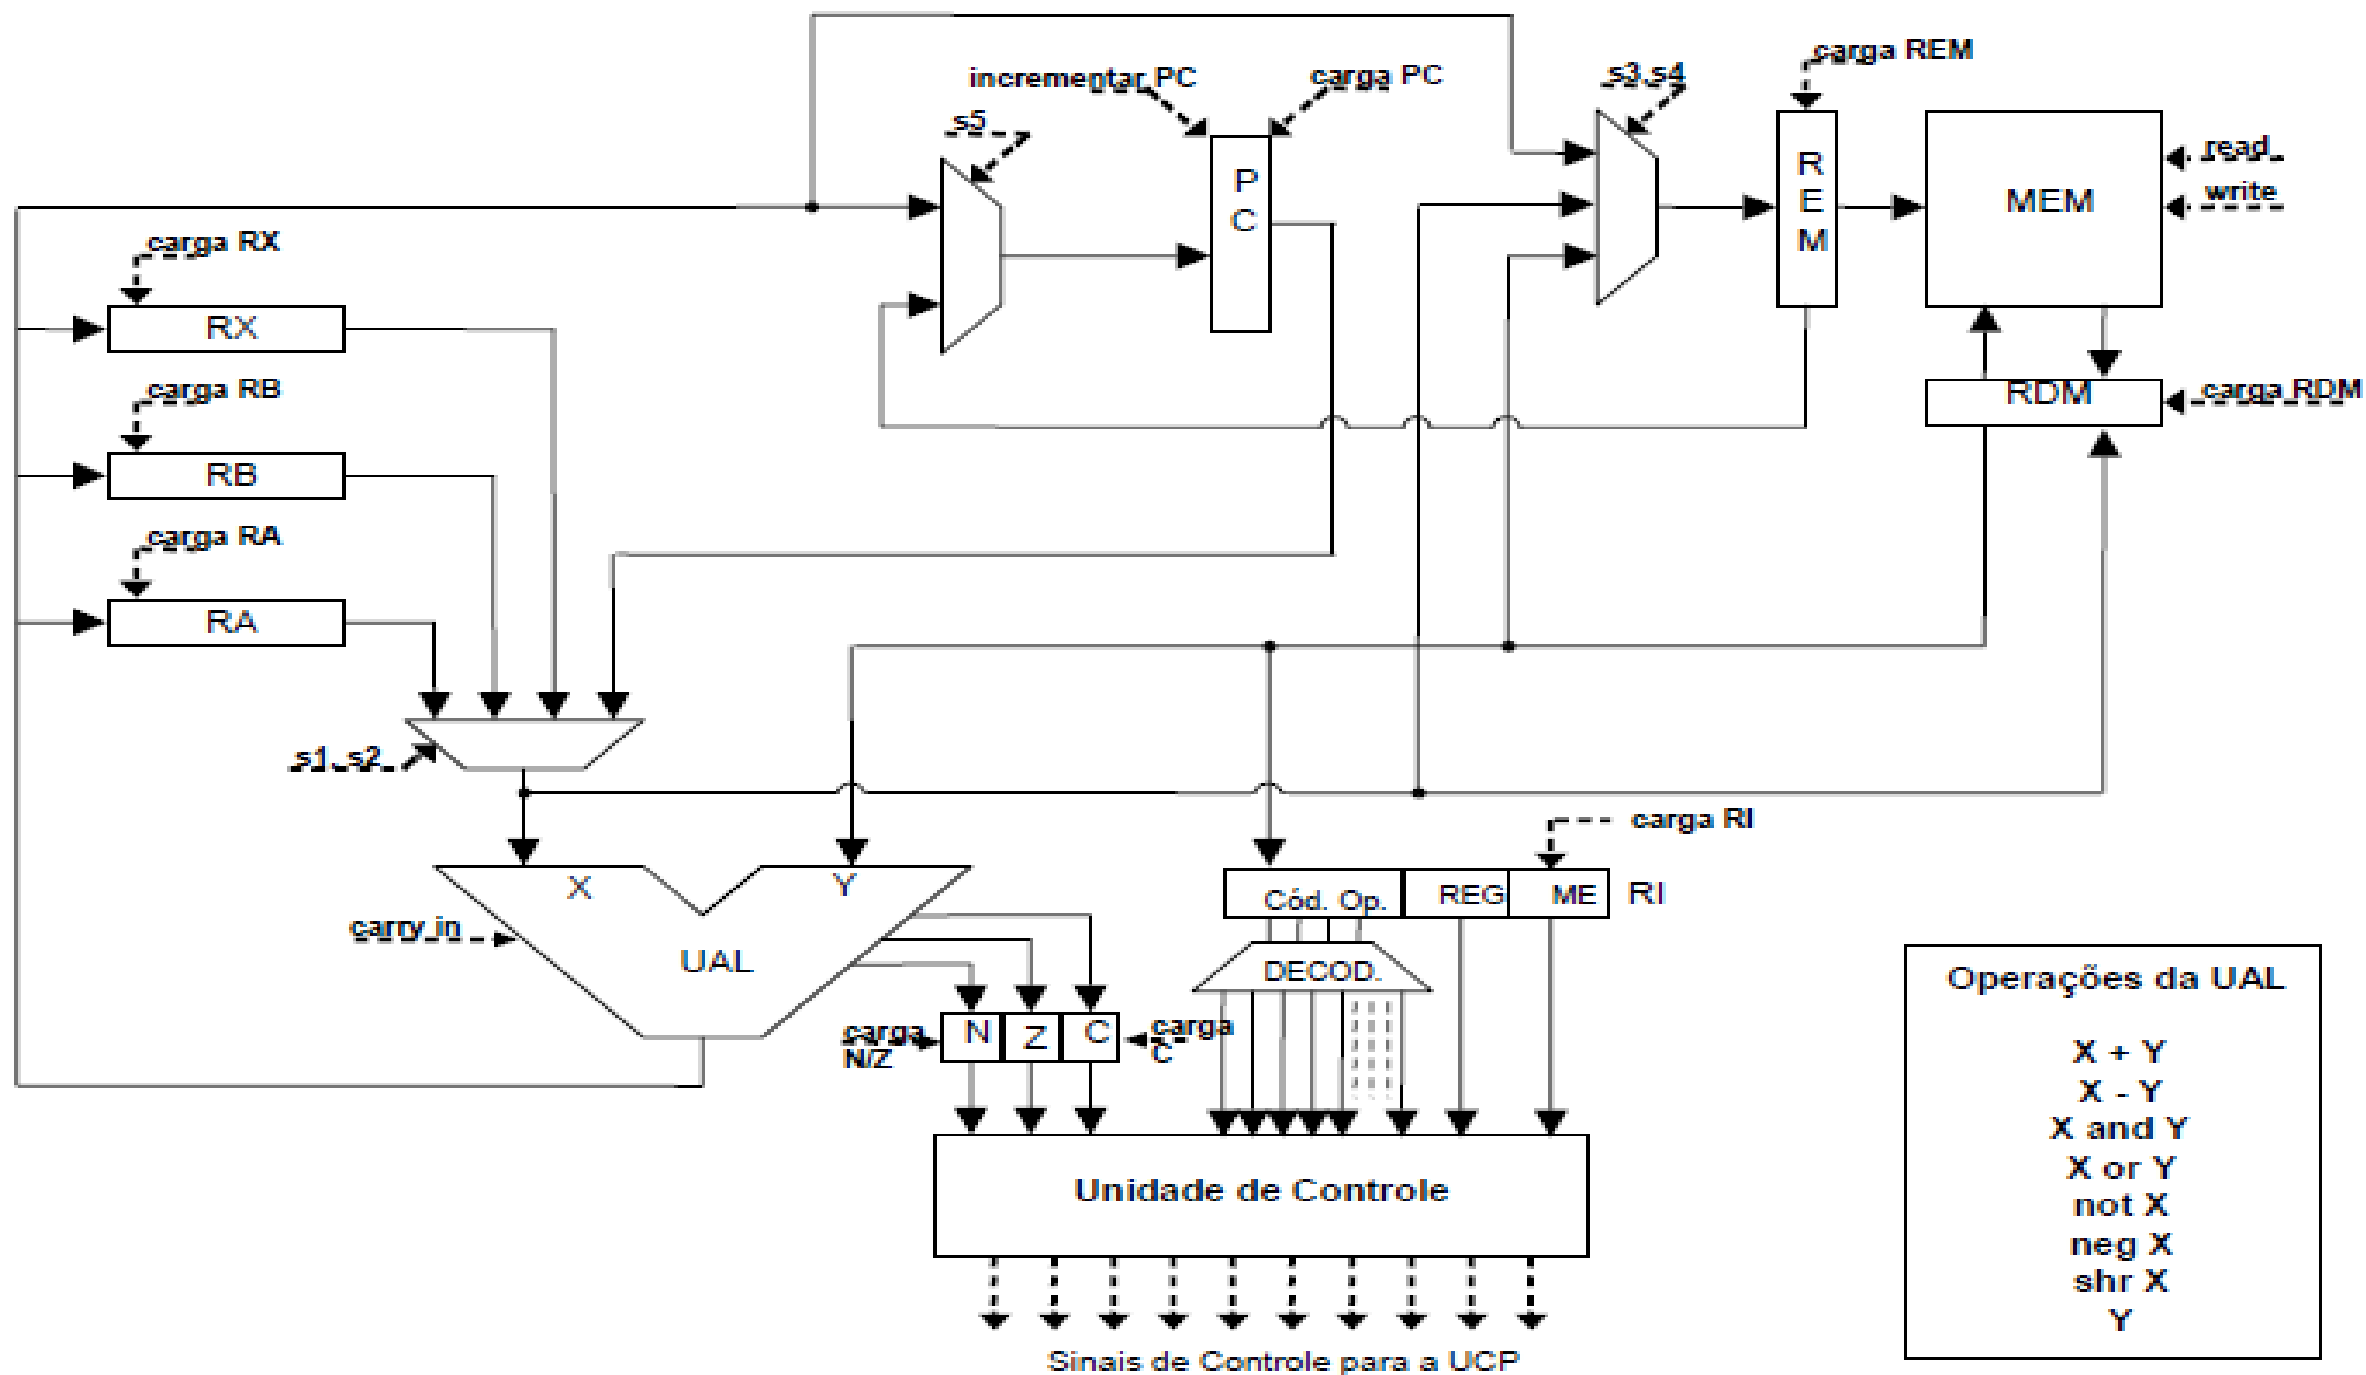 carga REM
s3,s4
incrementar PC
carga PC
s5
read
write
P
C
R
E
M
MEM
carga RX
RX
RDM
carga RDM
carga RB
RB
carga RA
RA
s1, s2
carga RI
X
Y
Cód. Op.
REG
ME
RI
carry in
UAL
DECOD.
carga
N/Z
N
Z
C
carga
C
Unidade de Controle
Sinais de Controle para a UCP
Operações da UAL
X + Y
X - Y
X and Y
X or Y
not X
neg X
shr X
Y